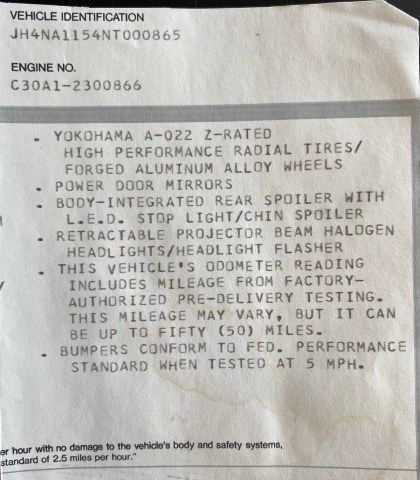 VEHICLE IDENTIFICATION
JH4NA1154NT000865
ENGINE NO.
C30A1-2300866
- YOKOHAMA A-022 Z-RATED
HIGH PERFORMANCE RADIAL TIRES/
FORGED ALUMINUM ALLOY WHEELS
- POWER DOOR MIRRORS
- BODY-INTEGRATED REAR SPOILER WITH
L.E.D. STOP LIGHT/CHIN SPOILER
- RETRACTABLE PROJECTOR BEAM HALOGEN
HEADLIGHTS/HEADLIGHT FLASHER
- THIS VEHICLE'S ODOMETER READING
INCLUDES MILEAGE FROM FACTORY-
AUTHORIZED PRE-DELIVERY TESTING.
THIS MILEAGE MAY VARY, BUT IT CAN
BE UP TO FIFTY (50) MILES.
- BUMPERS CONFORM TO FED. PERFORMANCE
STANDARD WHEN TESTED AT 5 MPH.
er hour with no damage to the vehicle's body and safety systems,
standard of 2.5 miles per hour."